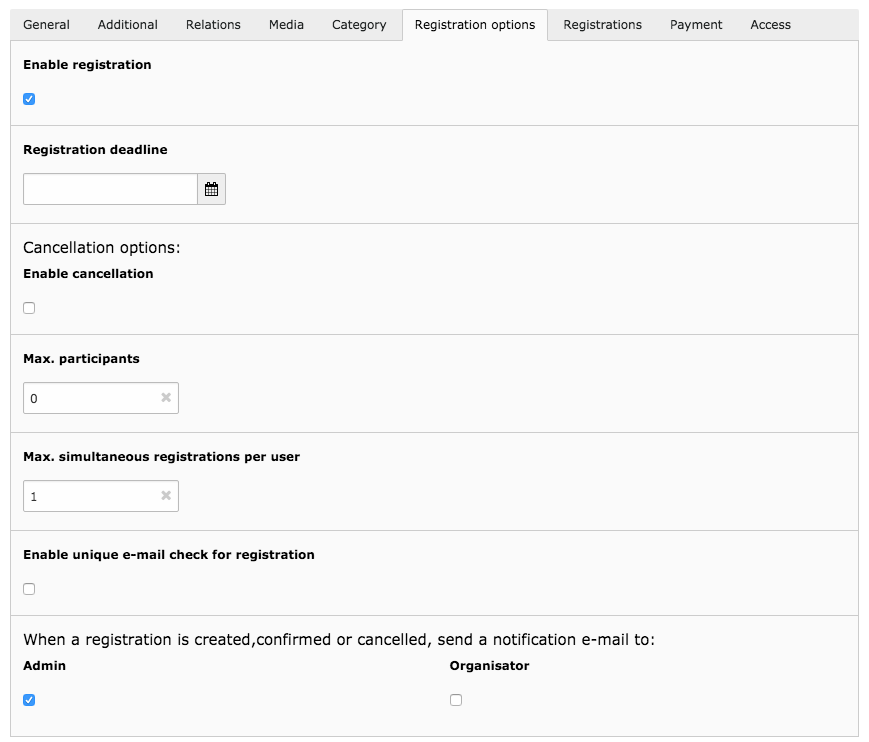 General Additional Relations Media Category Registration options Registrations Payment Access
Enable registration
Registration deadline
Cancellation options:
Enable cancellation
Max. participants
0
Max. simultaneous registrations per user
1
Enable unique e-mail check for registration
When a registration is created,confirmed or cancelled, send a notification e-mail to:
Admin Organisator